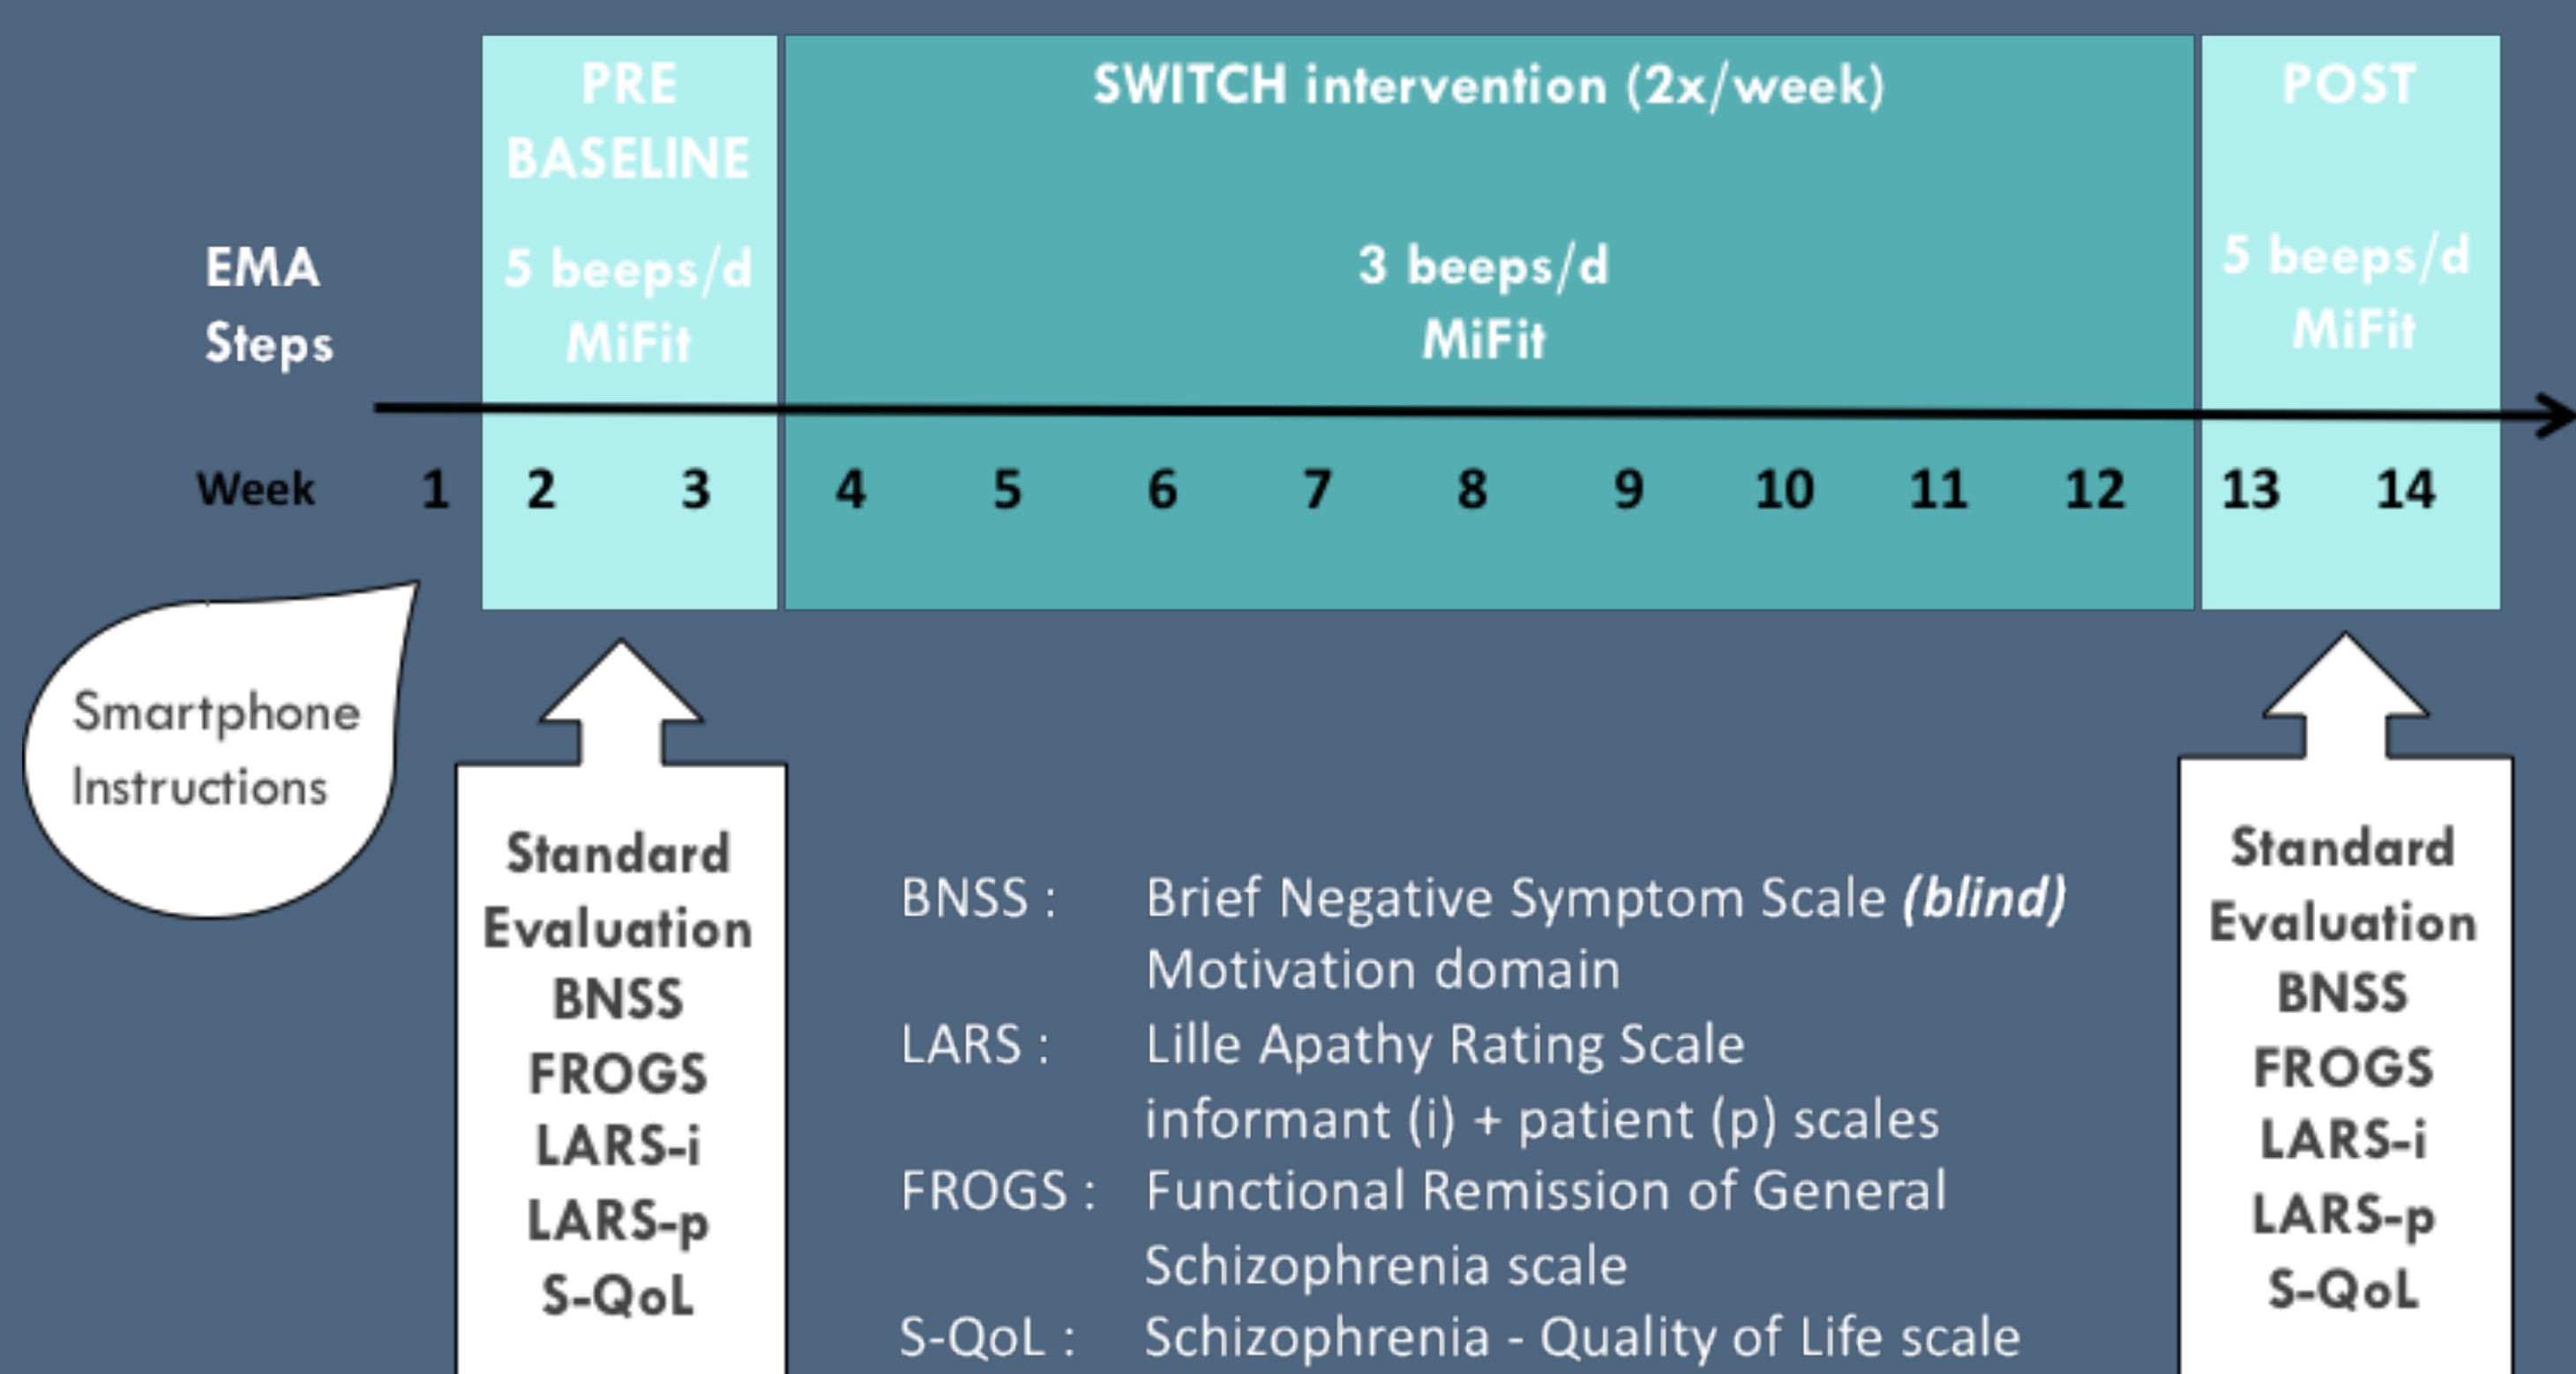 PRE
BASELINE
SWITCH intervention (2x/week)
POST
EMA
5 beeps/d
3 beeps/d
5 beeps/d
Steps
MiFit
MiFit
MiFit
Week 1 2 3 4 5 6 7 8 9 10 11 12 13 14
Smartphone
Instructions
Standard
Evaluation
BNSS
FROGS
LARS-i
LARS-p
S-QoL
BNSS : Brief Negative Symptom Scale (blind)
Motivation domain
LARS : Lille Apathy Rating Scale
informant (i) + patient (p) scales
FROGS : Functional Remission of General
Schizophrenia scale
S-QoL : Schizophrenia - Quality of Life scale
Standard
Evaluation
BNSS
FROGS
LARS-i
LARS-p
S-QoL